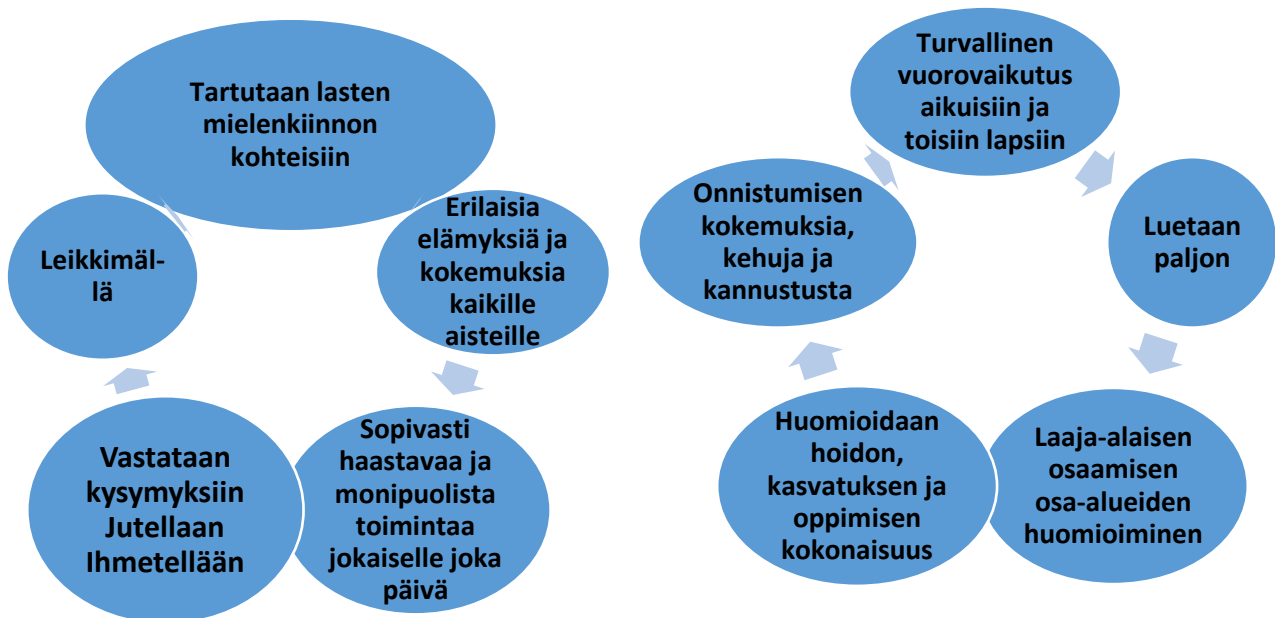 Tartutaan lasten
mielenkiinnon
kohteisiin
Erilaisia
elämyksiä ja
kokemuksia
kaikille
aisteille
Sopivasti
haastavaa ja
monipuolista
toimintaa
jokaiselle joka
päivä
Vastataan
kysymyksiin
Jutellaan
Ihmetellään
Leikkimäl-
lä
Turvallinen
vuorovaikutus
aikuisiin ja
toisiin lapsiin
Luetaan
paljon
Laaja-alaisen
osaamisen
osa-alueiden
huomioiminen
Huomioidaan
hoidon,
kasvatuksen ja
oppimisen
kokonaisuus
Onnistumisen
kokemuksia,
kehuja ja
kannustusta